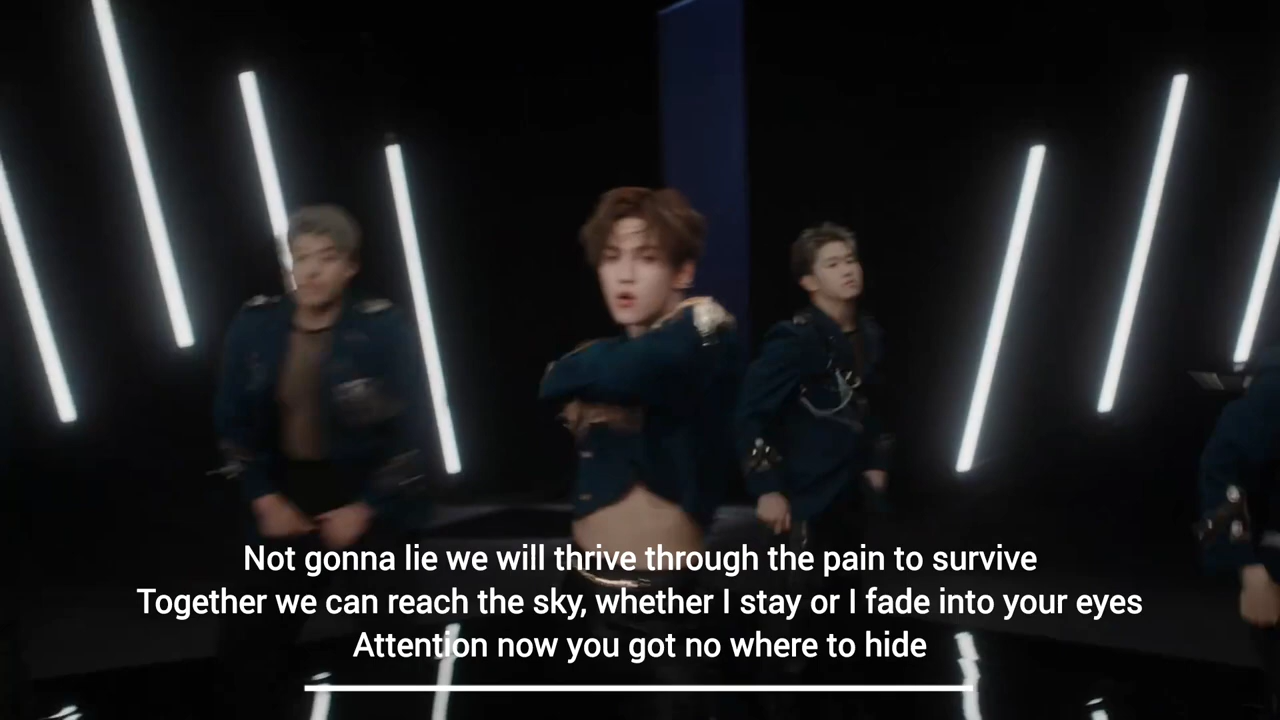 Not gonna lie we will thrive through the pain to survive
Together we can reach the sky, whether I stay or I fade into your eyes
Attention now you got no where to hide